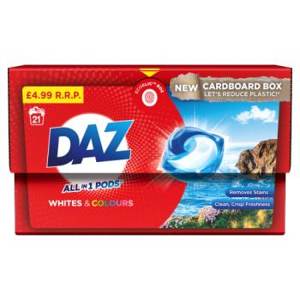 £4.99 R.R.P.
NEW CARDBOARD BOX
LET'S REDUCE PLASTIC!*
21
DAZ
ALL in 1 PODS®
WHITES & COLOURS
Removes Stains
Clean, Crisp Freshness